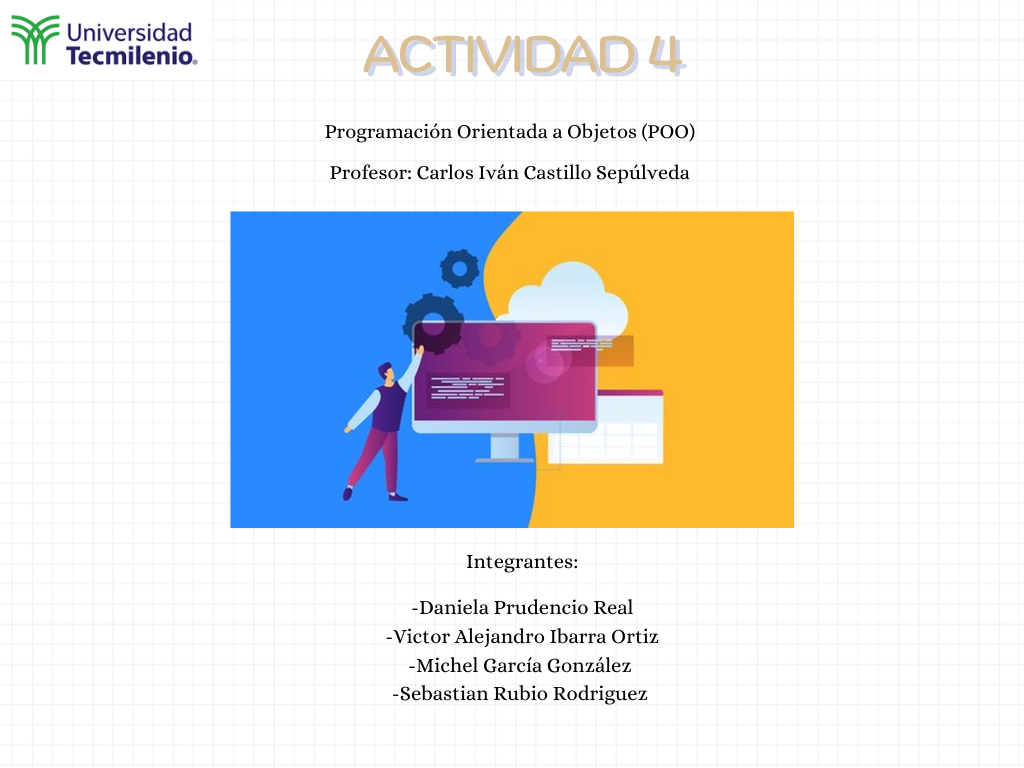 Universidad
Tecmilenio®
ACTIVIDAD 4
Programación Orientada a Objetos (POO)
Profesor: Carlos Iván Castillo Sepúlveda
Integrantes:
-Daniela Prudencio Real
-Victor Alejandro Ibarra Ortiz
-Michel García González
-Sebastian Rubio Rodriguez